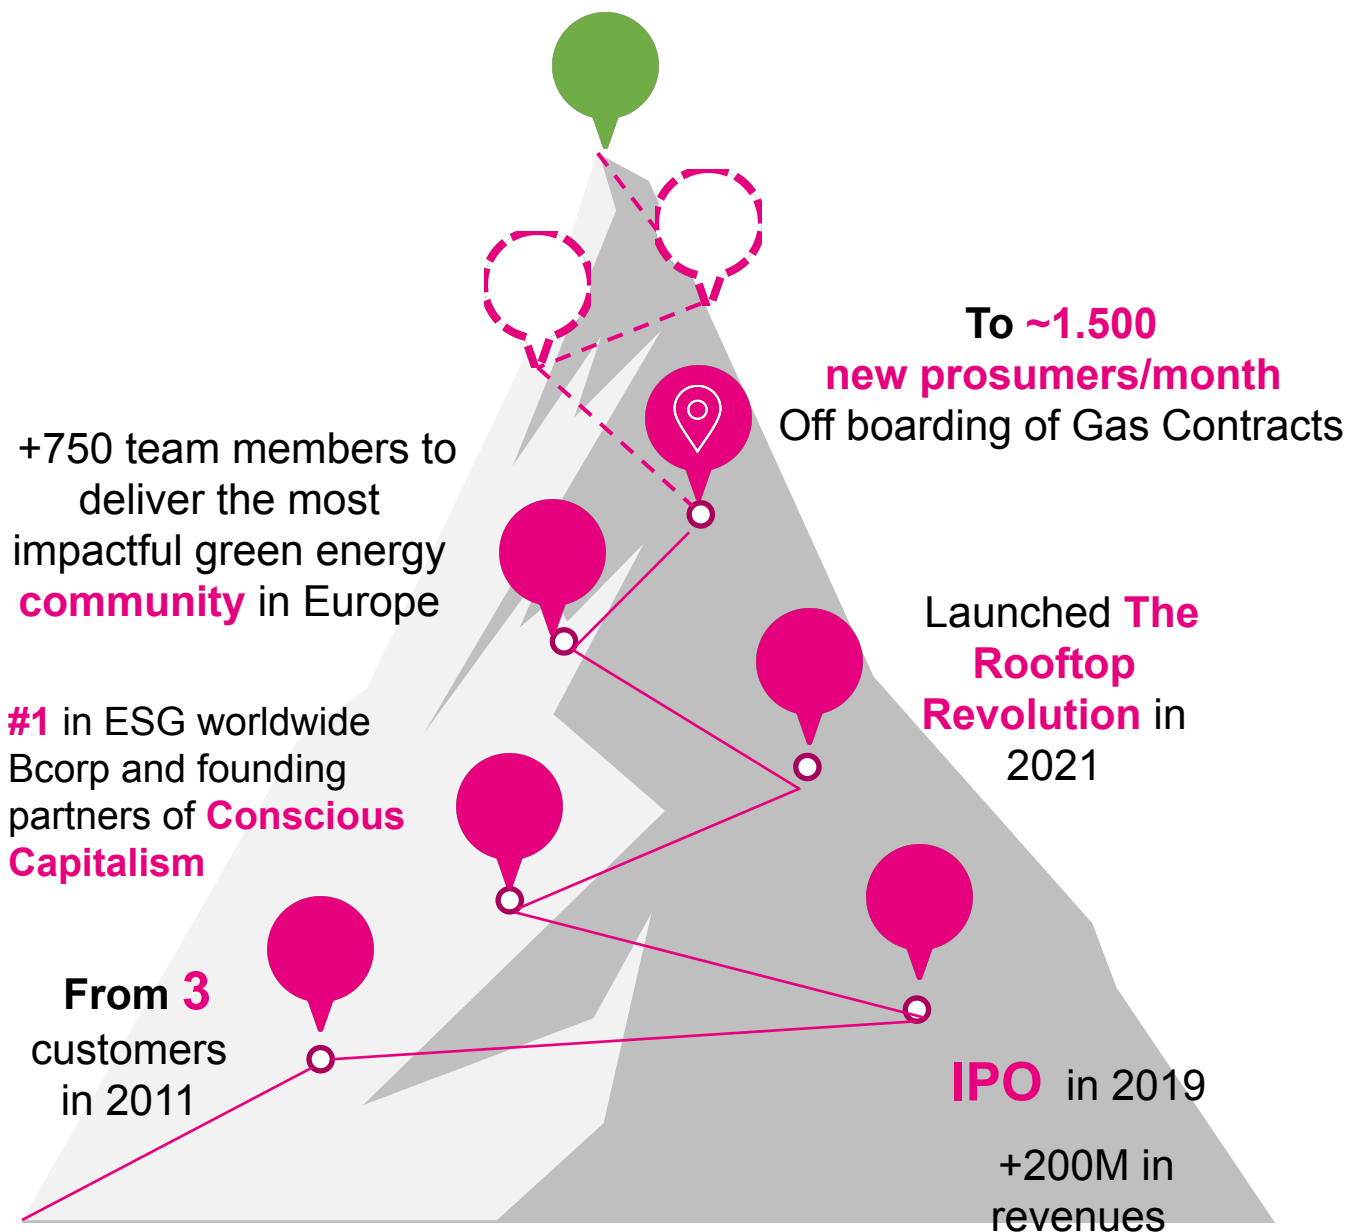 To ~1.500
new prosumers/month
Off boarding of Gas Contracts
+750 team members to
deliver the most
impactful green energy
community in Europe
Launched The
Rooftop
Revolution in
2021
#1 in ESG worldwide
Bcorp and founding
partners of Conscious
Capitalism
From 3
customers
in 2011
IPO in 2019
+200M in
revenues